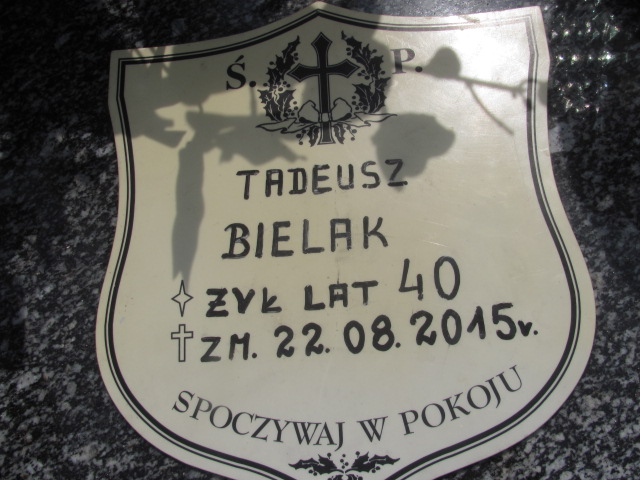 Ś. P.
TADEUSZ
BIELAK
ŻYŁ LAT 40
ZM. 22.08.2015r.
SPOCZYWAJ W POKOJU